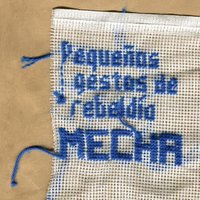 Pequeños
gestos de
rebeldía
MECHA